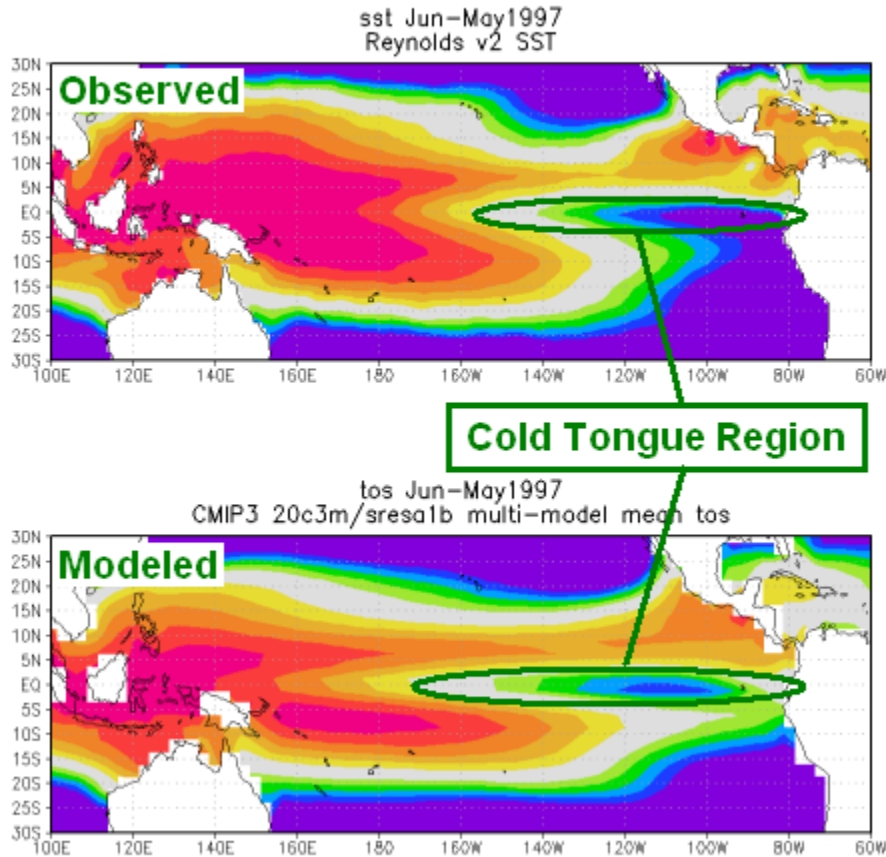 sst Jun-May1997
Reynolds v2 SST
30N
Observed
25N
20N
15N
10N
5N
EQ
5S
10S
15S
20S
25S
30S
100E 120E 140E 160E 180 160W 140W 120W 100W 80W 60W
Cold Tongue Region
tos Jun-May1997
CMIP3 20c3m/sresa1b multi-model mean tos
30N
Modeled
25N
20N
15N
10N
5N
EQ
5S
10S
15S
20S
25S
30S
100E 120E 140E 160E 180 160W 140W 120W 100W 80W 60W